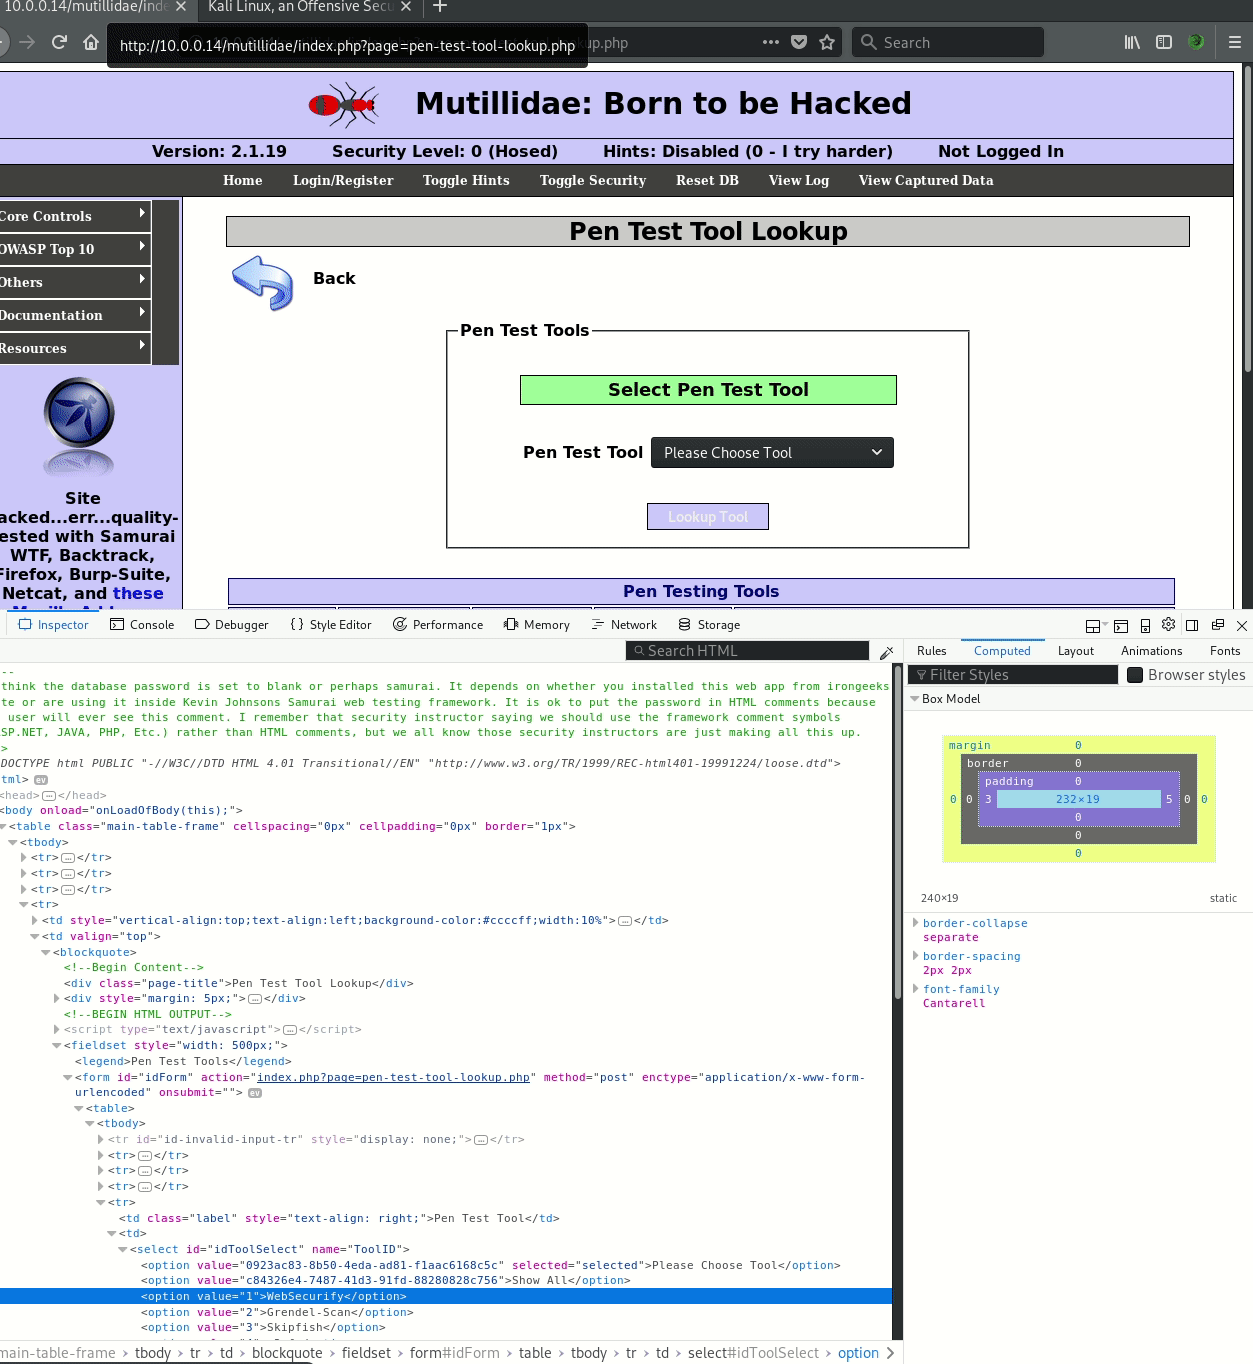 10.0.0.14/mutillidae/inde
Kali Linux, an Offensive Secu
http://10.0.0.14/mutillidae/index.php?page=pen-test-tool-lookup.php
kup.php
Search
Mutillidae: Born to be Hacked
Version: 2.1.19 Security Level: 0 (Hosed) Hints: Disabled (0 - I try harder) Not Logged In
Home Login/Register Toggle Hints Toggle Security Reset DB View Log View Captured Data
Core Controls
OWASP Top 10
Others
Documentation
Resources
Site
acked...err...quality-
ested with Samurai
WTF, Backtrack,
Firefox, Burp-Suite,
Netcat, and these
Pen Test Tool Lookup
Back
Pen Test Tools
Select Pen Test Tool
Pen Test Tool Please Choose Tool
Lookup Tool
Pen Testing Tools
Inspector Console Debugger Style Editor Performance Memory Network Storage
Search HTML
--
think the database password is set to blank or perhaps samurai. It depends on whether you installed this web app from irongeeks
te or are using it inside Kevin Johnsons Samurai web testing framework. It is ok to put the password in HTML comments because
user will ever see this comment. I remember that security instructor saying we should use the framework comment symbols
SP.NET, JAVA, PHP, Etc.) rather than HTML comments, but we all know those security instructors are just making all this up.
>
DOCTYPE html PUBLIC "-//W3C//DTD HTML 4.01 Transitional//EN" "http://www.w3.org/TR/1999/REC-html401-19991224/loose.dtd">
tml> ev
<head>…</head>
<body onload="onLoadOfBody(this);">
<table class="main-table-frame" cellspacing="0px" cellpadding="0px" border="1px">
<tbody>
<tr>…</tr>
<tr>…</tr>
<tr>…</tr>
<tr>
<td style="vertical-align:top;text-align:left;background-color:#ccccff;width:10%">…</td>
<td valign="top">
<blockquote>
<!--Begin Content-->
<div class="page-title">Pen Test Tool Lookup</div>
<div style="margin: 5px;">…</div>
<!--BEGIN HTML OUTPUT-->
<script type="text/javascript">…</script>
<fieldset style="width: 500px;">
<legend>Pen Test Tools</legend>
<form id="idForm" action="index.php?page=pen-test-tool-lookup.php" method="post" enctype="application/x-www-form-
urlencoded" onsubmit=""> ev
<table>
<tbody>
<tr id="id-invalid-input-tr" style="display: none;">…</tr>
<tr>…</tr>
<tr>…</tr>
<tr>…</tr>
<tr>
<td class="label" style="text-align: right;">Pen Test Tool</td>
<td>
<select id="idToolSelect" name="ToolID">
<option value="0923ac83-8b50-4eda-ad81-f1aac6168c5c" selected="selected">Please Choose Tool</option>
<option value="c84326e4-7487-41d3-91fd-88280828c756">Show All</option>
<option value="1">WebSecurify</option>
<option value="2">Grendel-Scan</option>
<option value="3">Skipfish</option>
main-table-frame › tbody › tr › td › blockquote › fieldset › form#idForm › table › tbody › tr › td › select#idToolSelect › option
Rules Computed Layout Animations Fonts
Filter Styles Browser styles
Box Model
margin 0
border 0
padding 0
0 0 3 232×19 5 0 0
0
0
0
240×19 static
border-collapse
separate
border-spacing
2px 2px
font-family
Cantarell